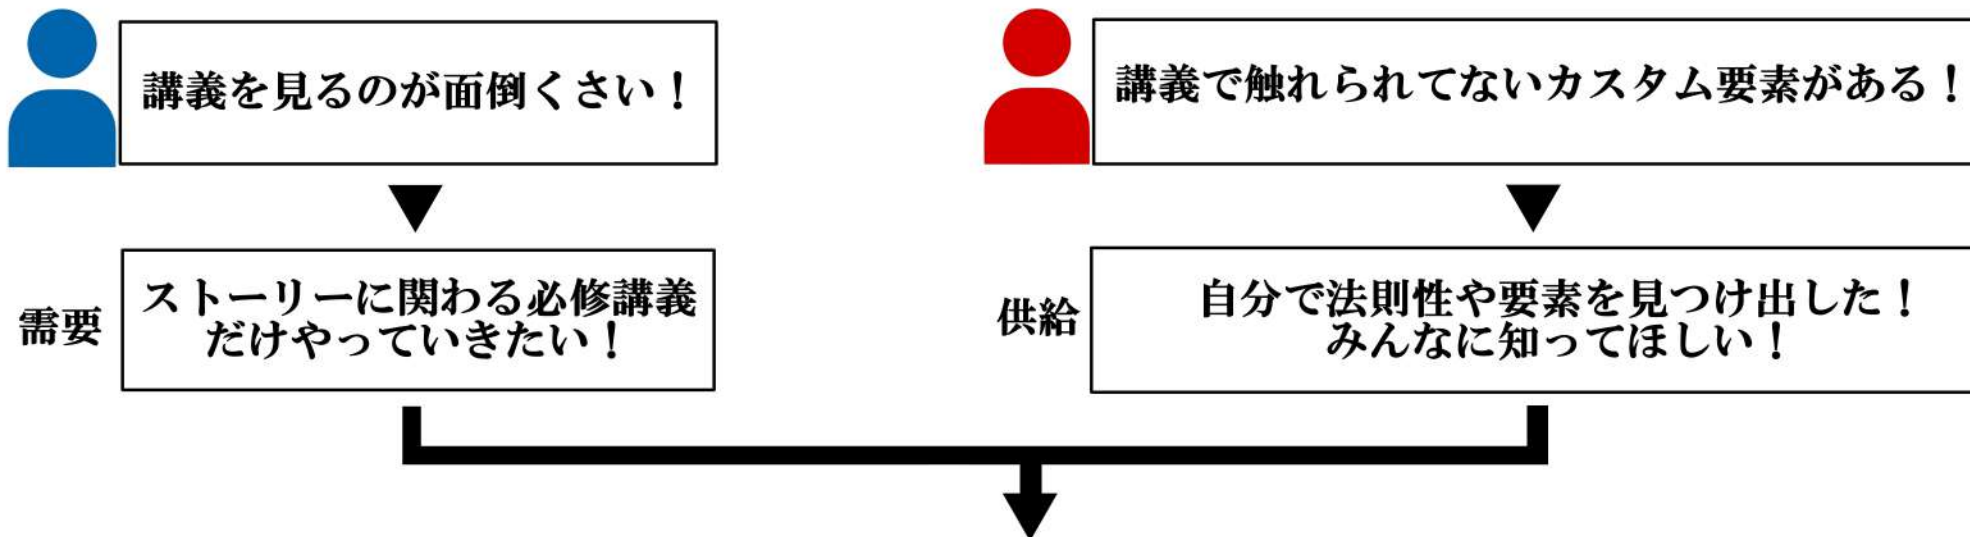 講義を見るのが面倒くさい！
講義で触れられてないカスタム要素がある！
需要
ストーリーに関わる必修講義
だけやっていきたい！
供給
自分で法則性や要素を見つけ出した！
みんなに知ってほしい！